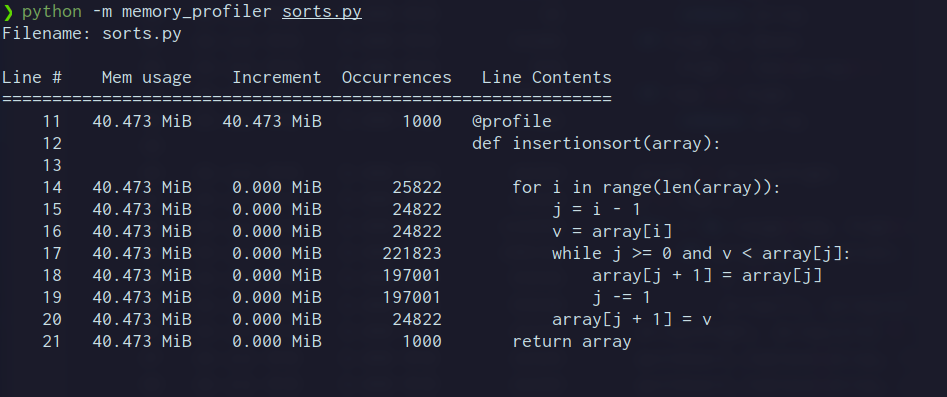 ❯ python -m memory_profiler sorts.py
Filename: sorts.py
Line #    Mem usage    Increment  Occurrences   Line Contents
=============================================================
    11   40.473 MiB   40.473 MiB        1000   @profile
    12                                         def insertionsort(array):
    13
    14   40.473 MiB    0.000 MiB       25822       for i in range(len(array)):
    15   40.473 MiB    0.000 MiB       24822           j = i - 1
    16   40.473 MiB    0.000 MiB       24822           v = array[i]
    17   40.473 MiB    0.000 MiB      221823           while j >= 0 and v < array[j]:
    18   40.473 MiB    0.000 MiB      197001               array[j + 1] = array[j]
    19   40.473 MiB    0.000 MiB      197001               j -= 1
    20   40.473 MiB    0.000 MiB       24822           array[j + 1] = v
    21   40.473 MiB    0.000 MiB        1000       return array